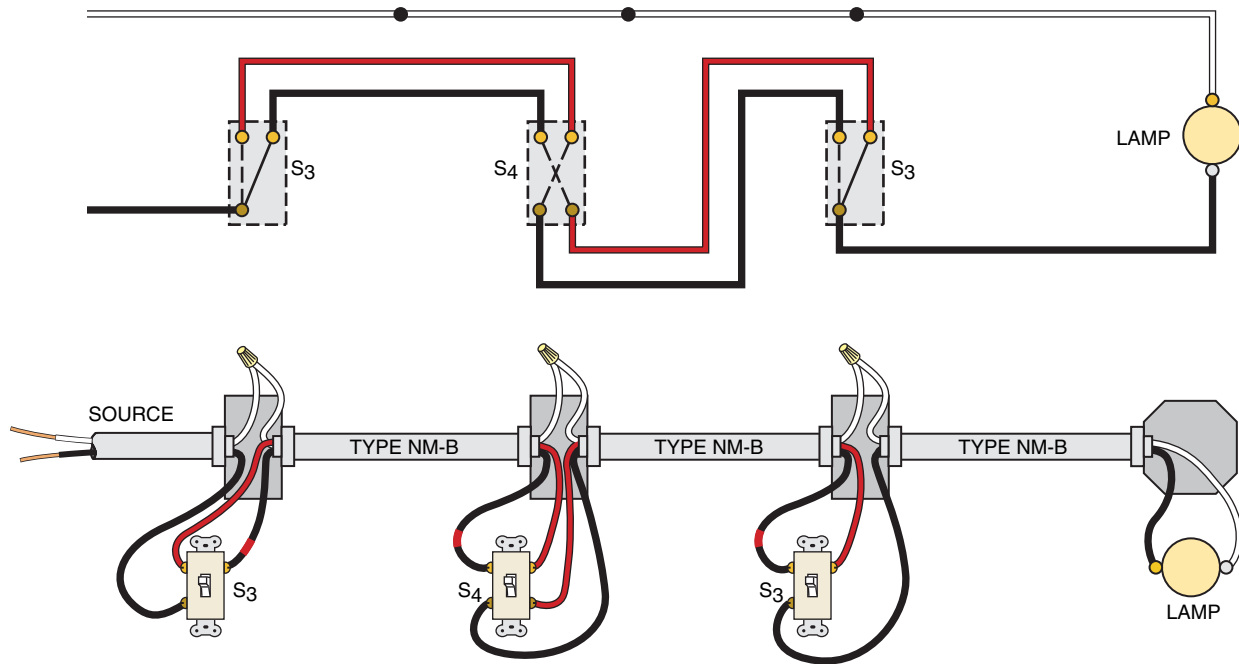 LAMP
S3
S4
S3
SOURCE
TYPE NM-B
TYPE NM-B
TYPE NM-B
S3
S4
S3
LAMP